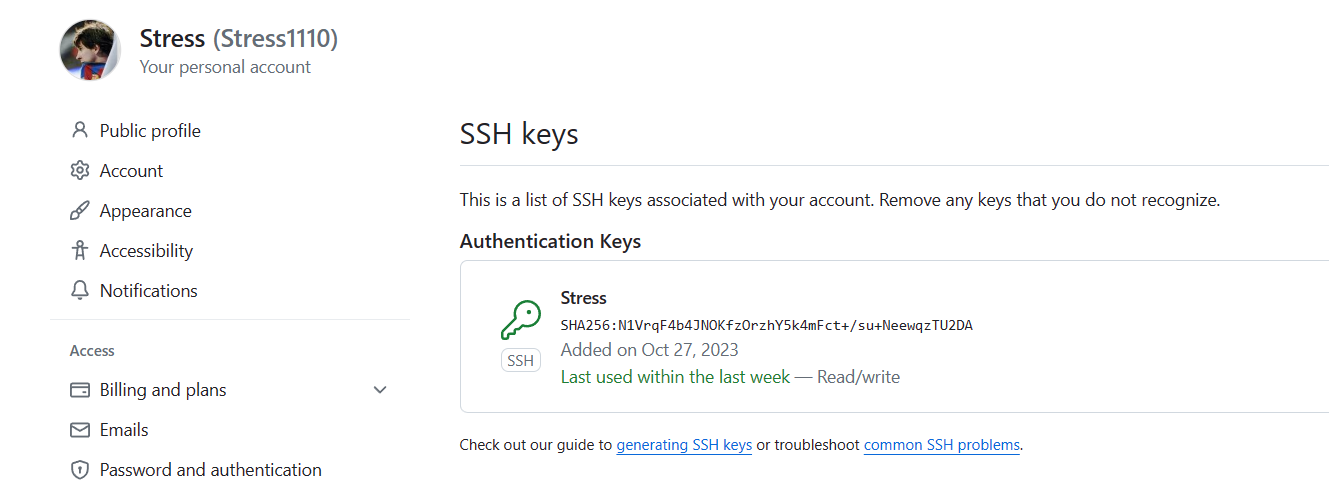 Stress (Stress1110)
Your personal account
Public profile
Account
Appearance
Accessibility
Notifications
Access
Billing and plans
Emails
Password and authentication
SSH keys
This is a list of SSH keys associated with your account. Remove any keys that you do not recognize.
Authentication Keys
Stress
SHA256:N1VrqF4b4JNOKfzOrzhY5k4mFct+/su+NeewqzTU2DA
Added on Oct 27, 2023
SSH
Last used within the last week — Read/write
Check out our guide to generating SSH keys or troubleshoot common SSH problems.